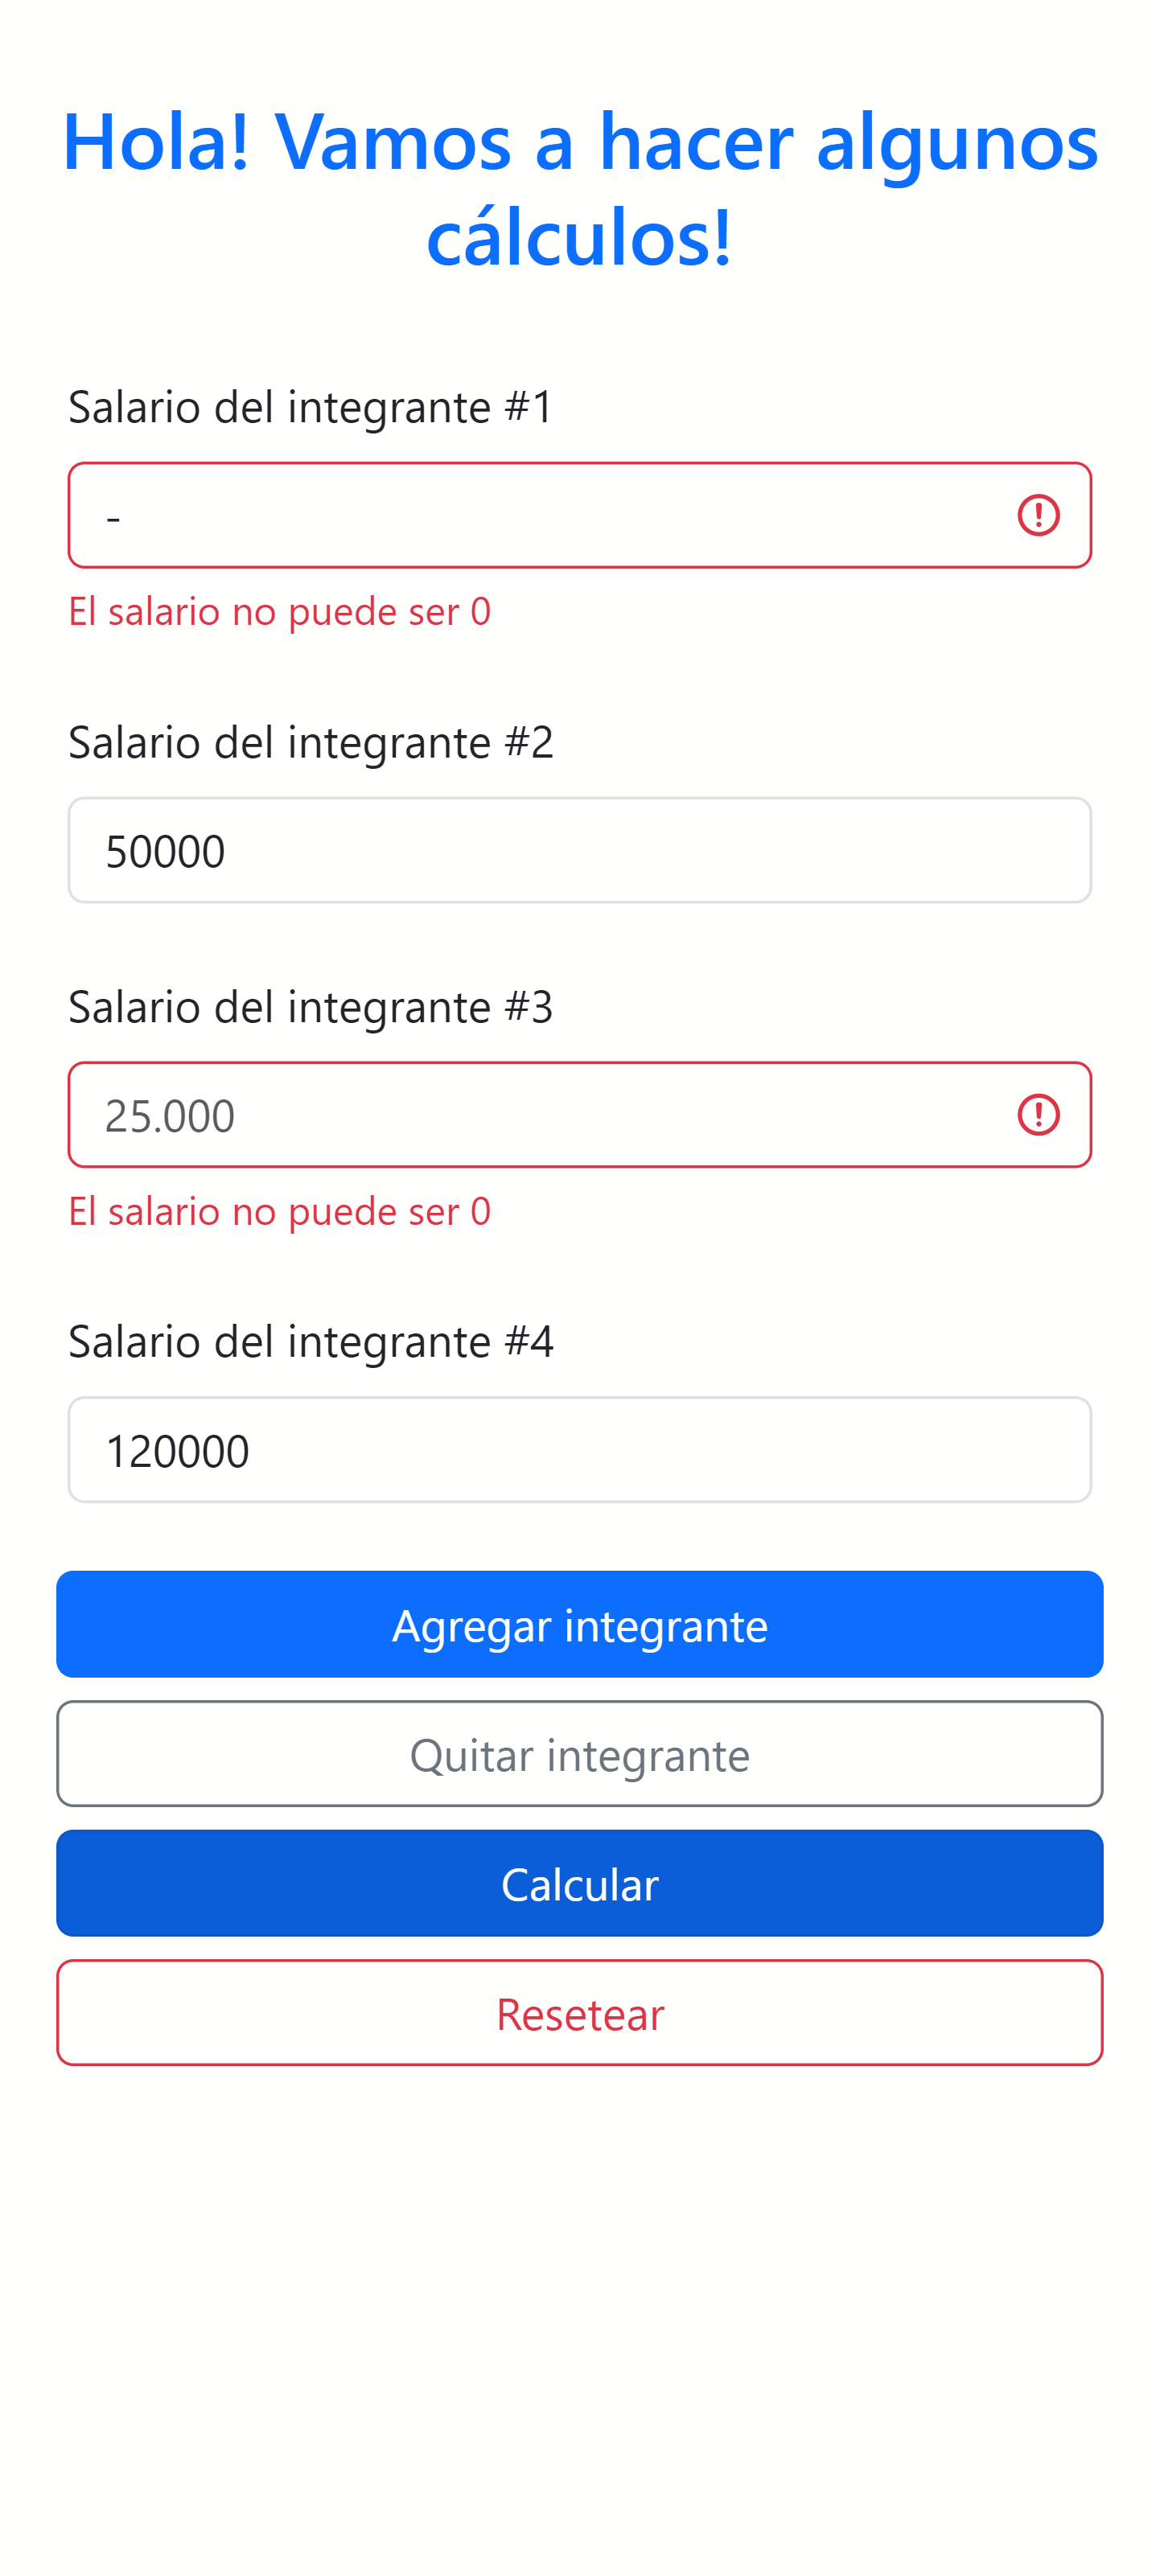 Hola! Vamos a hacer algunos
cálculos!
Salario del integrante #1
-
El salario no puede ser 0
Salario del integrante #2
50000
Salario del integrante #3
25.000
El salario no puede ser 0
Salario del integrante #4
120000
Agregar integrante
Quitar integrante
Calcular
Resetear